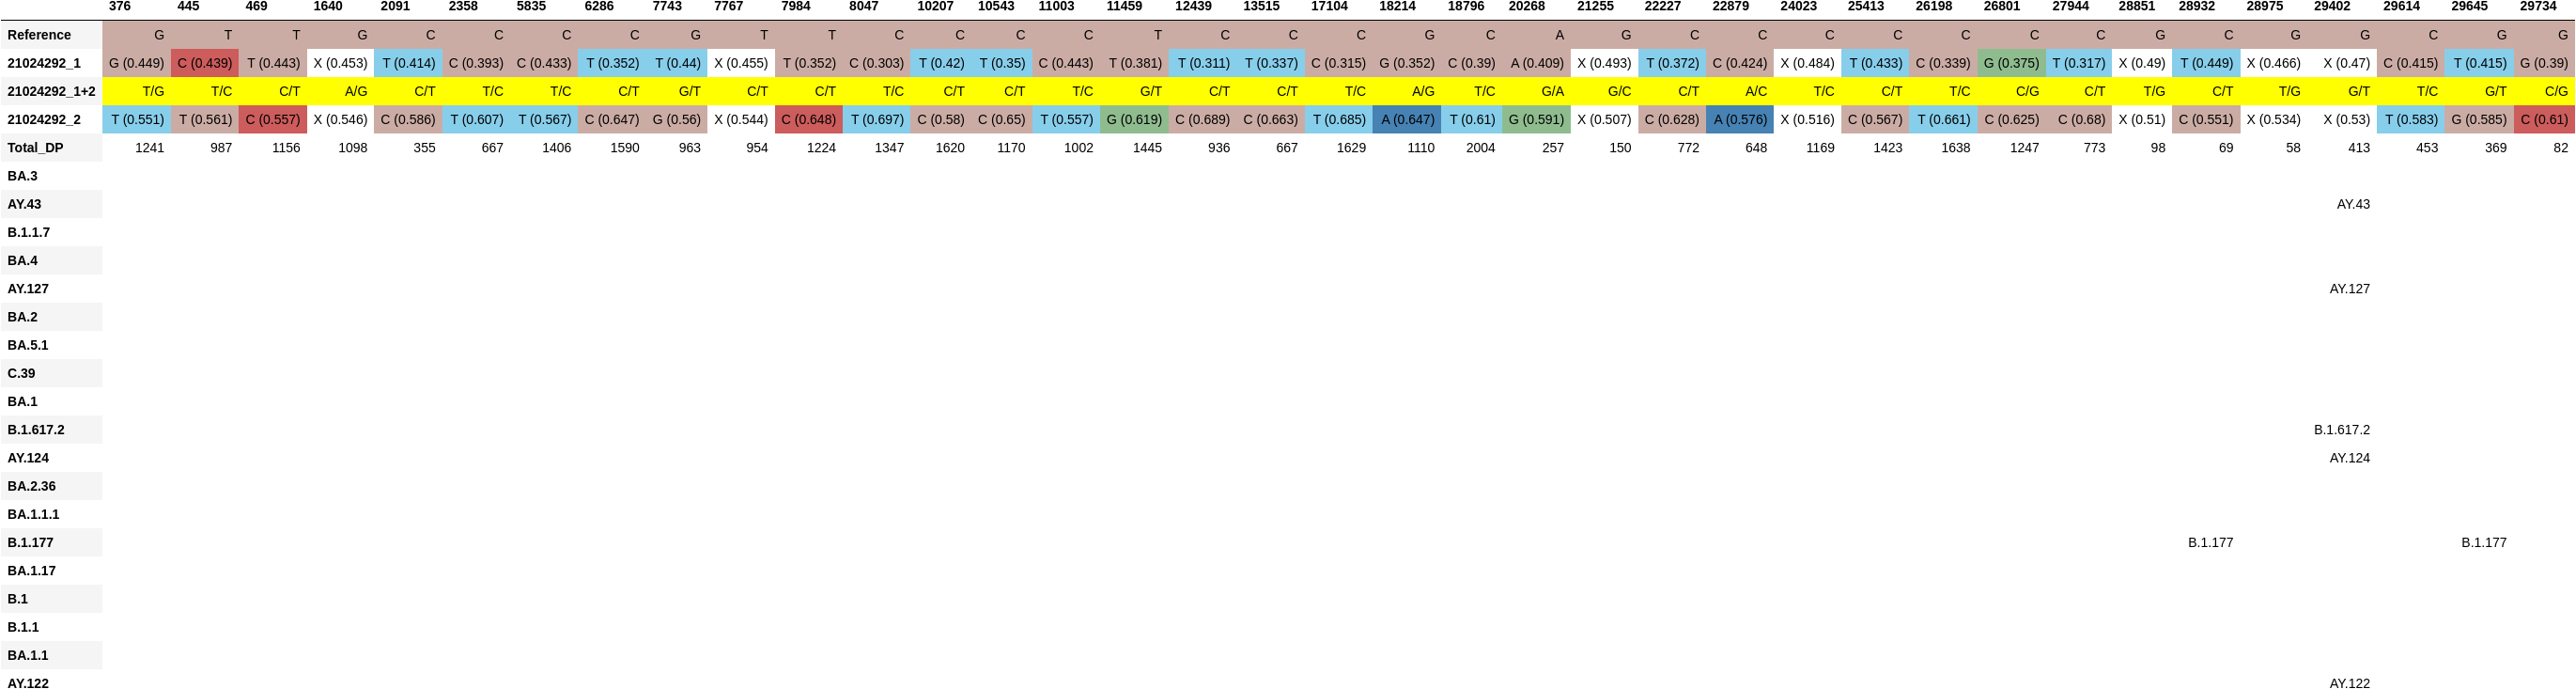 376 445 469 1640 2091 2358 5835 6286 7743 7767 7984 8047 10207 10543 11003 11459 12439 13515 17104 18214 18796 20268 21255 22227 22879 24023 25413 26198 26801 27944 28851 28932 28975 29402 29614 29645 29734
Reference G T T G C C C C G T T C C C C T C C C G C A G C C C C C C C G C G G C G G
21024292_1 G (0.449) C (0.439) T (0.443) X (0.453) T (0.414) C (0.393) C (0.433) T (0.352) T (0.44) X (0.455) T (0.352) C (0.303) T (0.42) T (0.35) C (0.443) T (0.381) T (0.311) T (0.337) C (0.315) G (0.352) C (0.39) A (0.409) X (0.493) T (0.372) C (0.424) X (0.484) T (0.433) C (0.339) G (0.375) T (0.317) X (0.49) T (0.449) X (0.466) X (0.47) C (0.415) T (0.415) G (0.39)
21024292_1+2 T/G T/C C/T A/G C/T T/C T/C C/T G/T C/T C/T T/C C/T C/T T/C G/T C/T C/T T/C A/G T/C G/A G/C C/T A/C T/C C/T T/C C/G C/T T/G C/T T/G G/T T/C G/T C/G
21024292_2 T (0.551) T (0.561) C (0.557) X (0.546) C (0.586) T (0.607) T (0.567) C (0.647) G (0.56) X (0.544) C (0.648) T (0.697) C (0.58) C (0.65) T (0.557) G (0.619) C (0.689) C (0.663) T (0.685) A (0.647) T (0.61) G (0.591) X (0.507) C (0.628) A (0.576) X (0.516) C (0.567) T (0.661) C (0.625) C (0.68) X (0.51) C (0.551) X (0.534) X (0.53) T (0.583) G (0.585) C (0.61)
Total_DP 1241 987 1156 1098 355 667 1406 1590 963 954 1224 1347 1620 1170 1002 1445 936 667 1629 1110 2004 257 150 772 648 1169 1423 1638 1247 773 98 69 58 413 453 369 82
BA.3
AY.43 AY.43
B.1.1.7
BA.4
AY.127 AY.127
BA.2
BA.5.1
C.39
BA.1
B.1.617.2 B.1.617.2
AY.124 AY.124
BA.2.36
BA.1.1.1
B.1.177 B.1.177 B.1.177
BA.1.17
B.1
B.1.1
BA.1.1
AY.122 AY.122